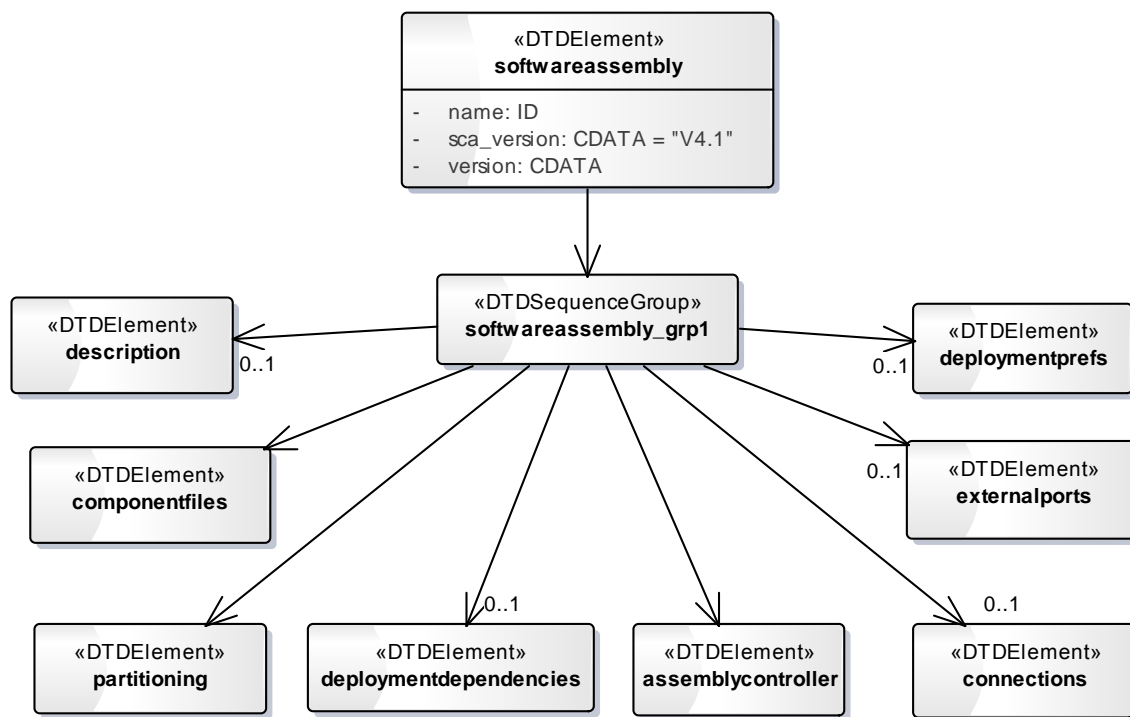 «DTDElement»
softwareassembly
- name: ID
- sca_version: CDATA = "V4.1"
- version: CDATA
«DTDSequenceGroup»
softwareassembly_grp1
«DTDElement»
description
0..1
«DTDElement»
deploymentprefs
0..1
«DTDElement»
componentfiles
«DTDElement»
externalports
0..1
«DTDElement»
partitioning
0..1
«DTDElement»
deploymentdependencies
«DTDElement»
assemblycontroller
0..1
«DTDElement»
connections